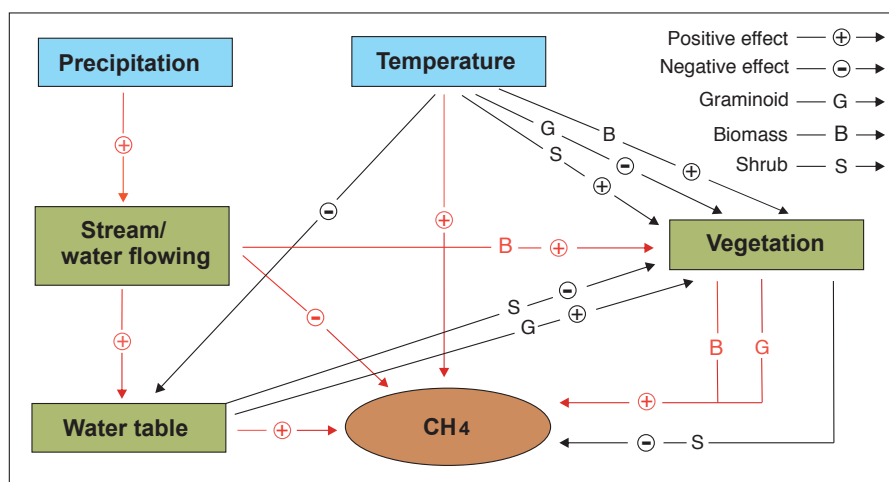 Precipitation
Temperature
Positive effect +
Negative effect -
Graminoid G
Biomass B
Shrub S
+
G
B
S
-
+
+
-
+
Stream/
water flowing
B +
Vegetation
+
-
S -
G +
B
G
Water table
+
CH4
+
- S